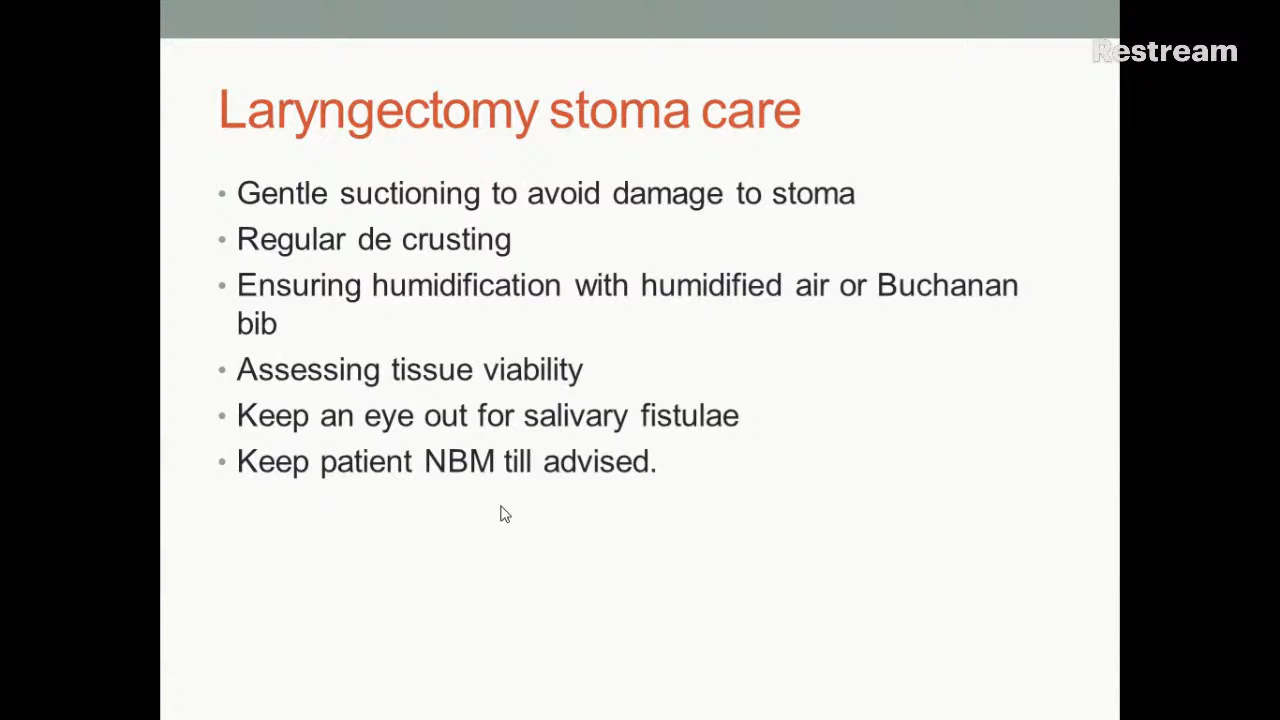 Restream
Laryngectomy stoma care
• Gentle suctioning to avoid damage to stoma
• Regular de crusting
• Ensuring humidification with humidified air or Buchanan
bib
• Assessing tissue viability
• Keep an eye out for salivary fistulae
• Keep patient NBM till advised.